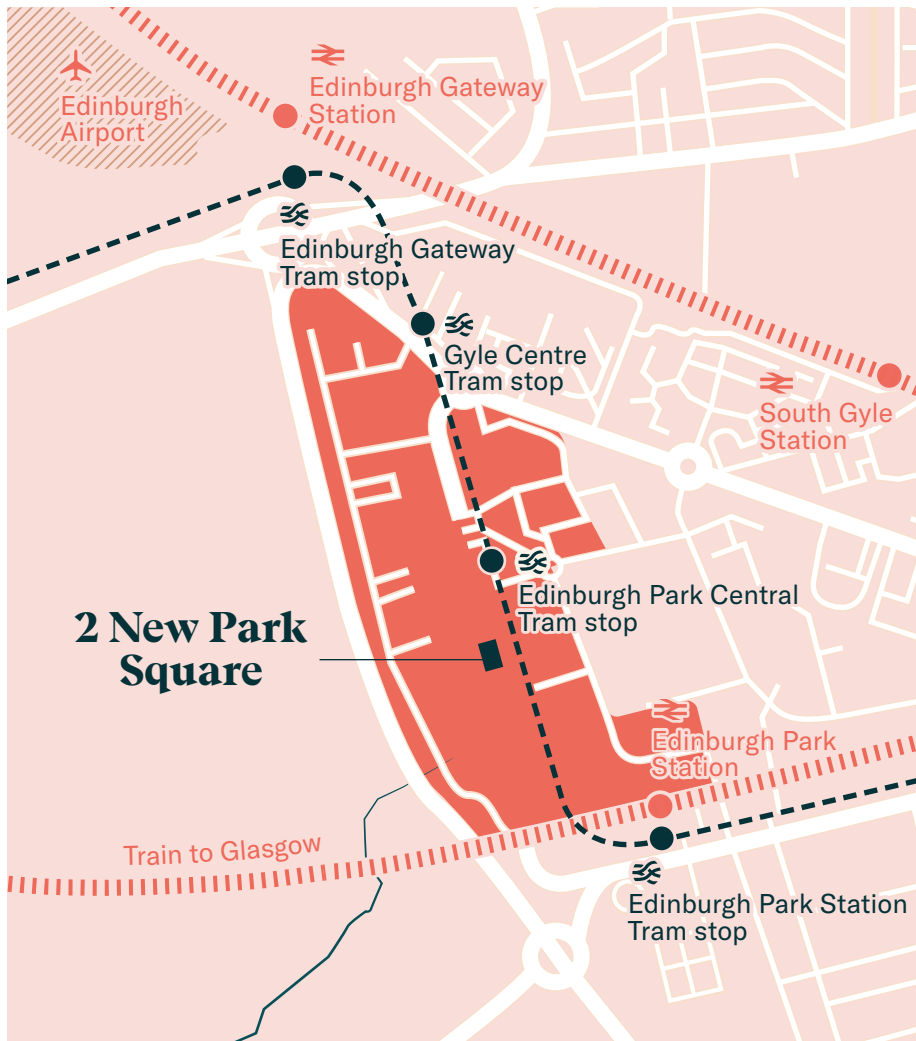 Edinburgh
Airport
Edinburgh Gateway
Station
Edinburgh Gateway
Tram stop
Gyle Centre
Tram stop
South Gyle
Station
Edinburgh Park Central
Tram stop
2 New Park
Square
Edinburgh Park
Station
Train to Glasgow
Edinburgh Park Station
Tram stop